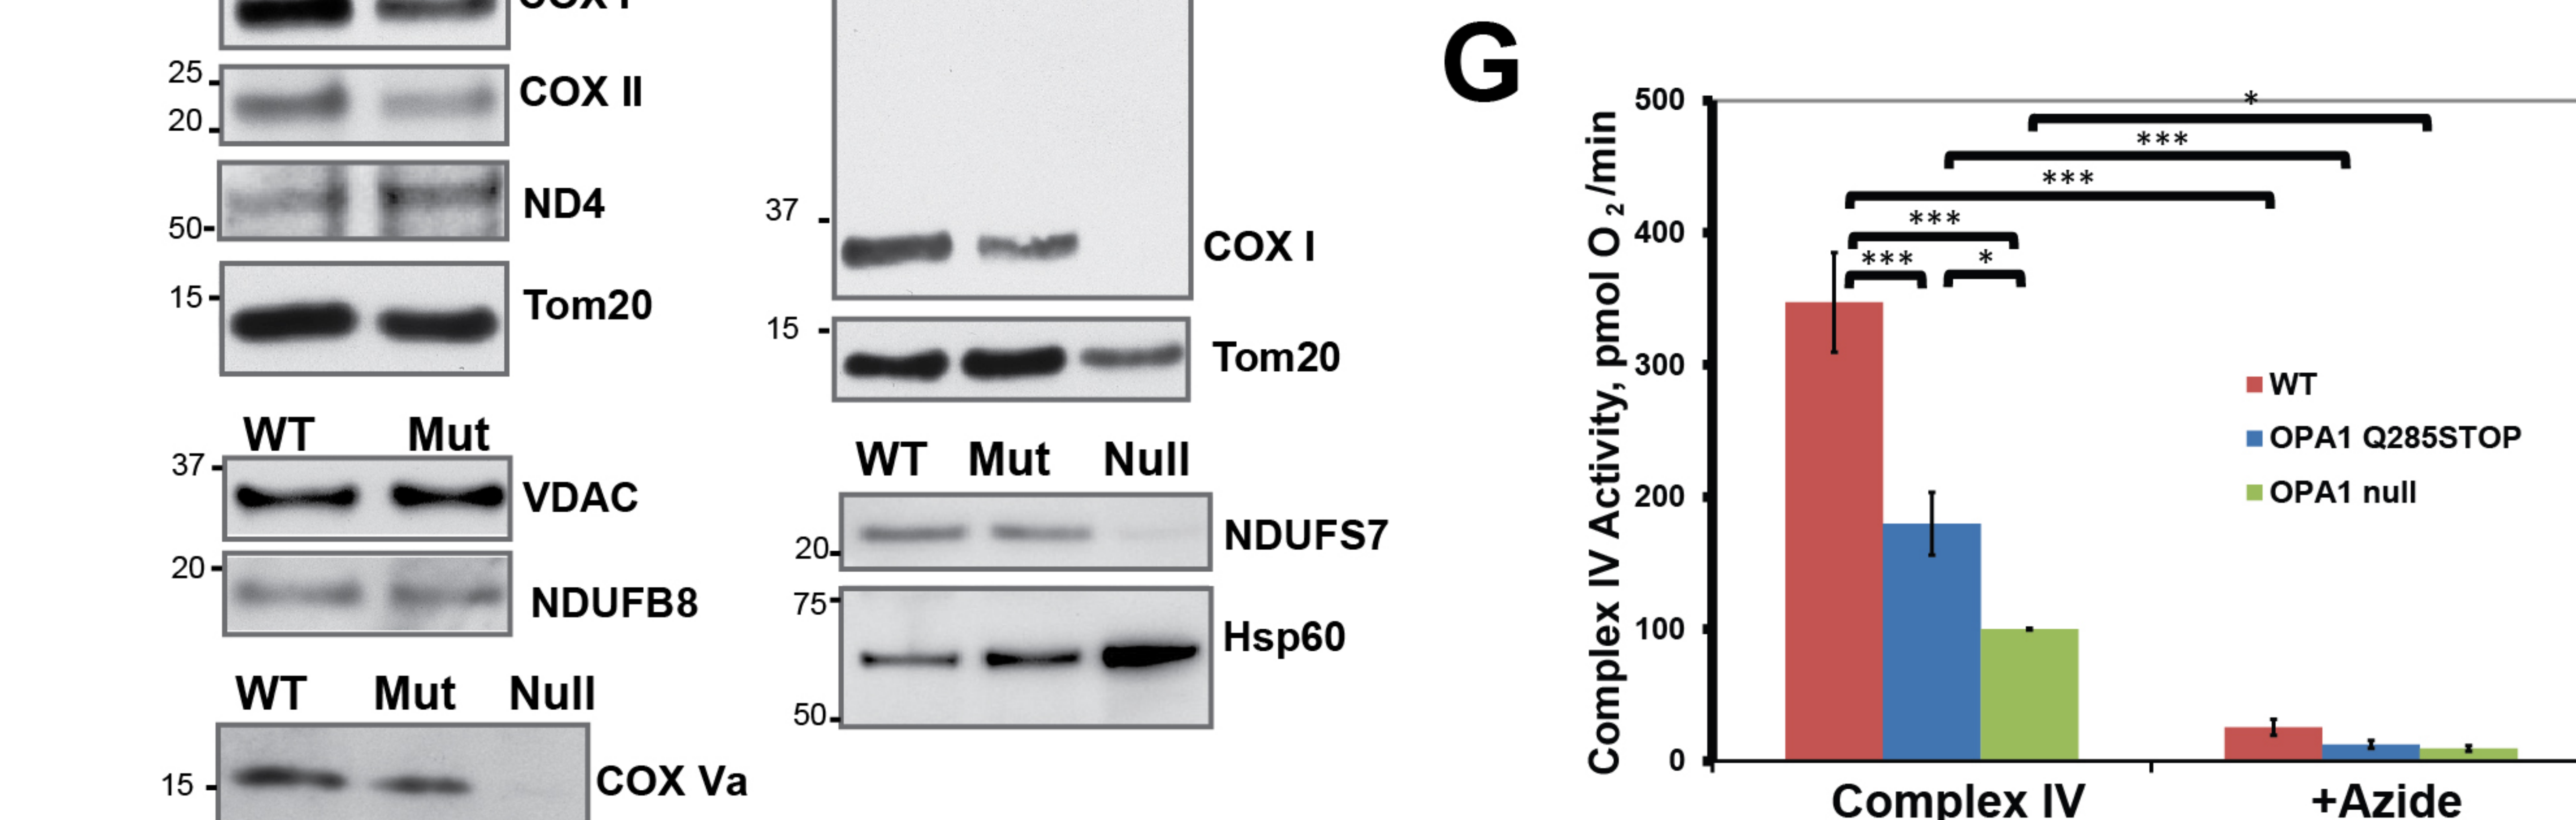 COX I
25
COX II
20
ND4
50
15
Tom20
WT Mut
37
VDAC
20
NDUFB8
WT Mut Null
15
COX Va
37
COX I
15
Tom20
WT Mut Null
NDUFS7
20
75
Hsp60
50
G
Complex IV Activity, pmol O 2/min
500
400
300
200
100
0
*
***
***
***
*** *
WT
OPA1 Q285STOP
OPA1 null
Complex IV +Azide